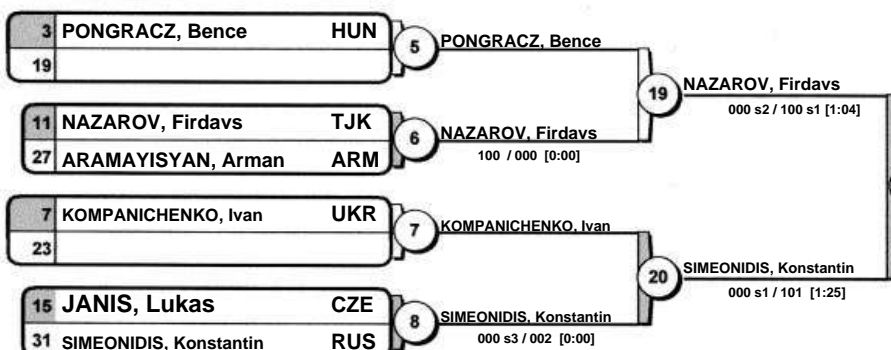 3 PONGRACZ, Bence HUN
19
5
PONGRACZ, Bence
11 NAZAROV, Firdavs TJK
27 ARAMAYISYAN, Arman ARM
6
NAZAROV, Firdavs
100 / 000 [0:00]
19
NAZAROV, Firdavs
000 s2 / 100 s1 [1:04]
7 KOMPANICHENKO, Ivan UKR
23
7
KOMPANICHENKO, Ivan
15 JANIS, Lukas CZE
31 SIMEONIDIS, Konstantin RUS
8
SIMEONIDIS, Konstantin
000 s3 / 002 [0:00]
20
SIMEONIDIS, Konstantin
000 s1 / 101 [1:25]